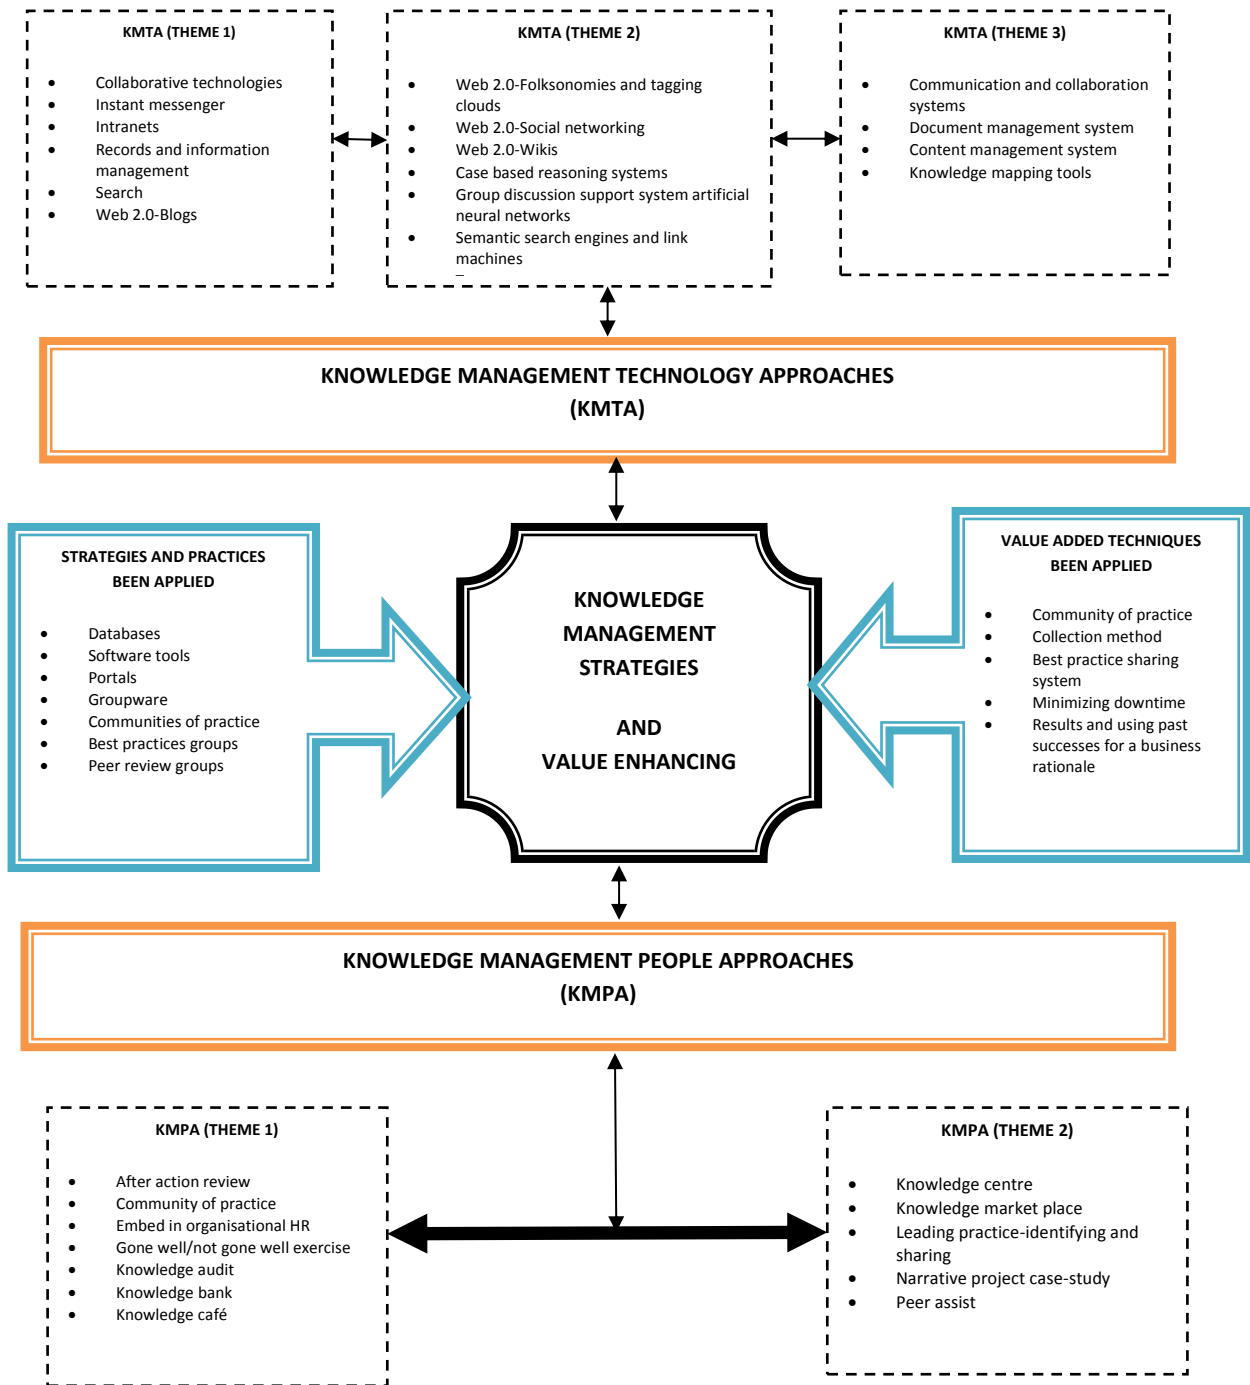 KMTA (THEME 1)
• Collaborative technologies
• Instant messenger
• Intranets
• Records and information
management
• Search
• Web 2.0-Blogs
KMTA (THEME 2)
• Web 2.0-Folksonomies and tagging
clouds
• Web 2.0-Social networking
• Web 2.0-Wikis
• Case based reasoning systems
• Group discussion support system artificial
neural networks
• Semantic search engines and link
machines
KMTA (THEME 3)
• Communication and collaboration
systems
• Document management system
• Content management system
• Knowledge mapping tools
KNOWLEDGE MANAGEMENT TECHNOLOGY APPROACHES
(KMTA)
STRATEGIES AND PRACTICES
BEEN APPLIED
• Databases
• Software tools
• Portals
• Groupware
• Communities of practice
• Best practices groups
• Peer review groups
KNOWLEDGE
MANAGEMENT
STRATEGIES
AND
VALUE ENHANCING
VALUE ADDED TECHNIQUES
BEEN APPLIED
• Community of practice
• Collection method
• Best practice sharing
system
• Minimizing downtime
• Results and using past
successes for a business
rationale
KNOWLEDGE MANAGEMENT PEOPLE APPROACHES
(KMPA)
KMPA (THEME 1)
• After action review
• Community of practice
• Embed in organisational HR
• Gone well/not gone well exercise
• Knowledge audit
• Knowledge bank
• Knowledge café
KMPA (THEME 2)
• Knowledge centre
• Knowledge market place
• Leading practice-identifying and
sharing
• Narrative project case-study
• Peer assist